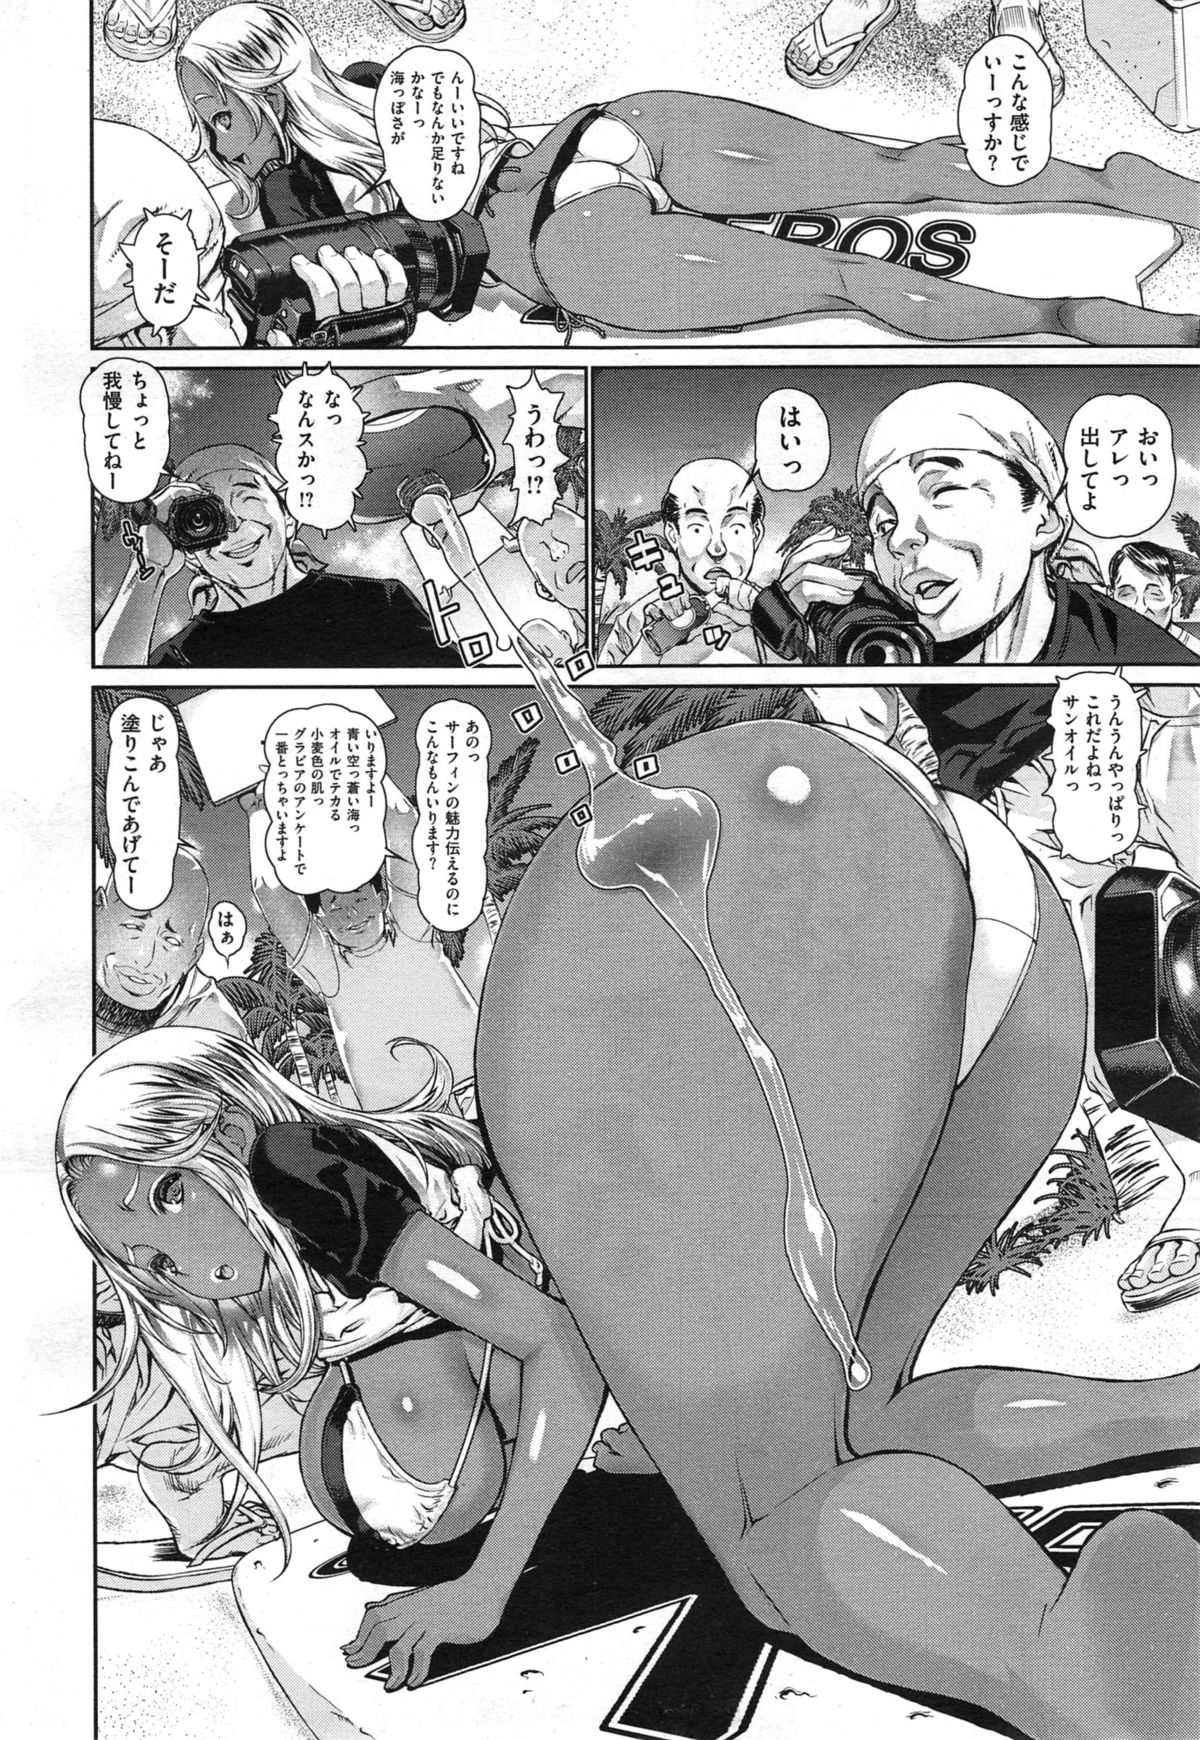 こんな感じで
いーっすか？
んーいいですね
でもなんか足りない
かなーっ
海っぽさが
そーだ
EROS
おいっ
アレっ
出してよ
はいっ
キュッ
うわっ！？
なっ
なんスかっ！？
ちょっと
我慢してねー
トロ
うんうんやっぱりっ
これだよねっ
サンオイルっ
あのっ
サーフィンの魅力伝えるのに
こんなもんいります？
いりますよー
青い空っ蒼い海っ
オイルでテカる
小麦色の肌っ
グラビアのアンケートで
一番とっちゃいますよ
じゃあ
塗りこんであげてー
はぁ